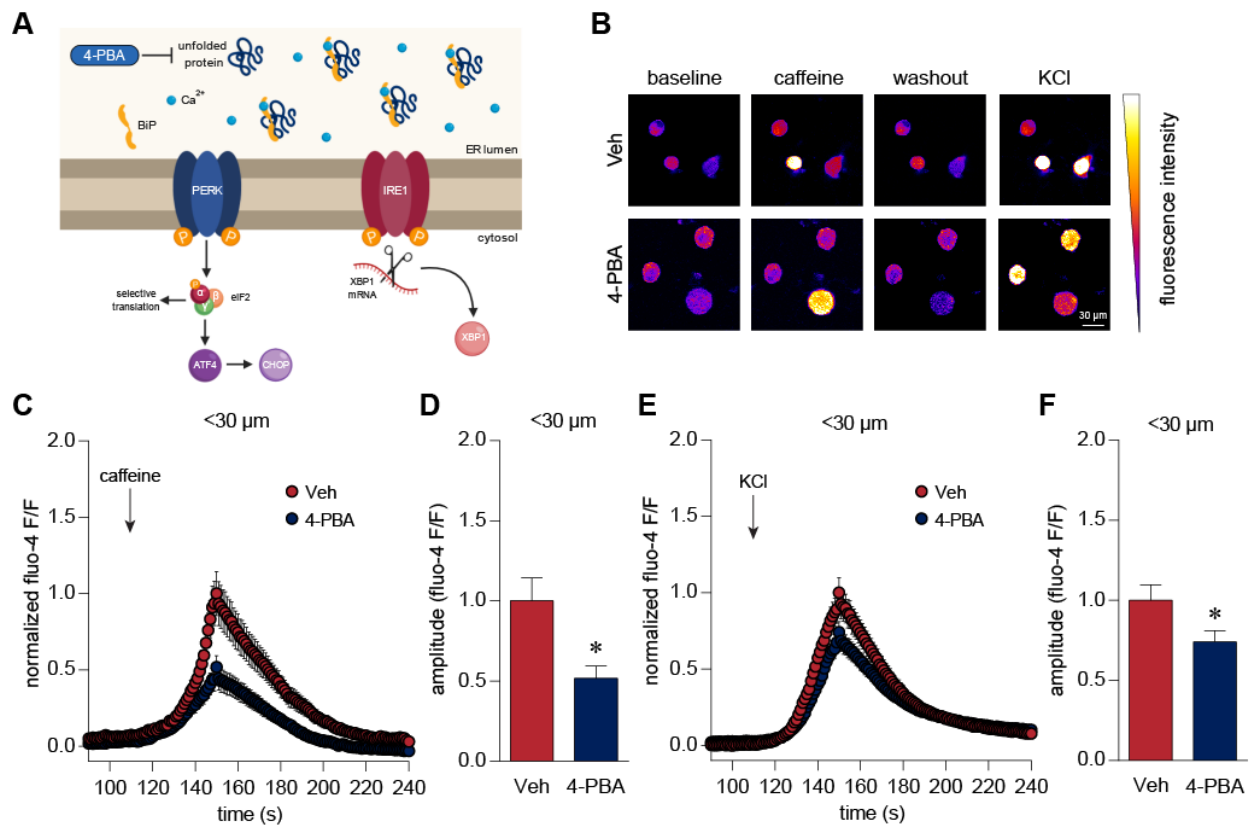 A
4-PBA
unfolded
protein
Ca2+
BiP
ER lumen
PERK
IRE1
P
P
P
P
cytosol
XBP1
mRNA
selective
translation
P
α
β
γ
eIF2
XBP1
ATF4
CHOP
B
baseline
caffeine
washout
KCl
Veh
4-PBA
30 µm
fluorescence intensity
C
<30 µm
normalized fluo-4 F/F
2.0
1.5
1.0
0.5
0.0
caffeine
Veh
4-PBA
100 120 140 160 180 200 220 240
time (s)
D
<30 µm
amplitude (fluo-4 F/F)
2.0
1.5
1.0
0.5
0.0
*
Veh 4-PBA
E
<30 µm
normalized fluo-4 F/F
2.0
1.5
1.0
0.5
0.0
KCl
Veh
4-PBA
100 120 140 160 180 200 220 240
time (s)
F
<30 µm
amplitude (fluo-4 F/F)
2.0
1.5
1.0
0.5
0.0
*
Veh 4-PBA